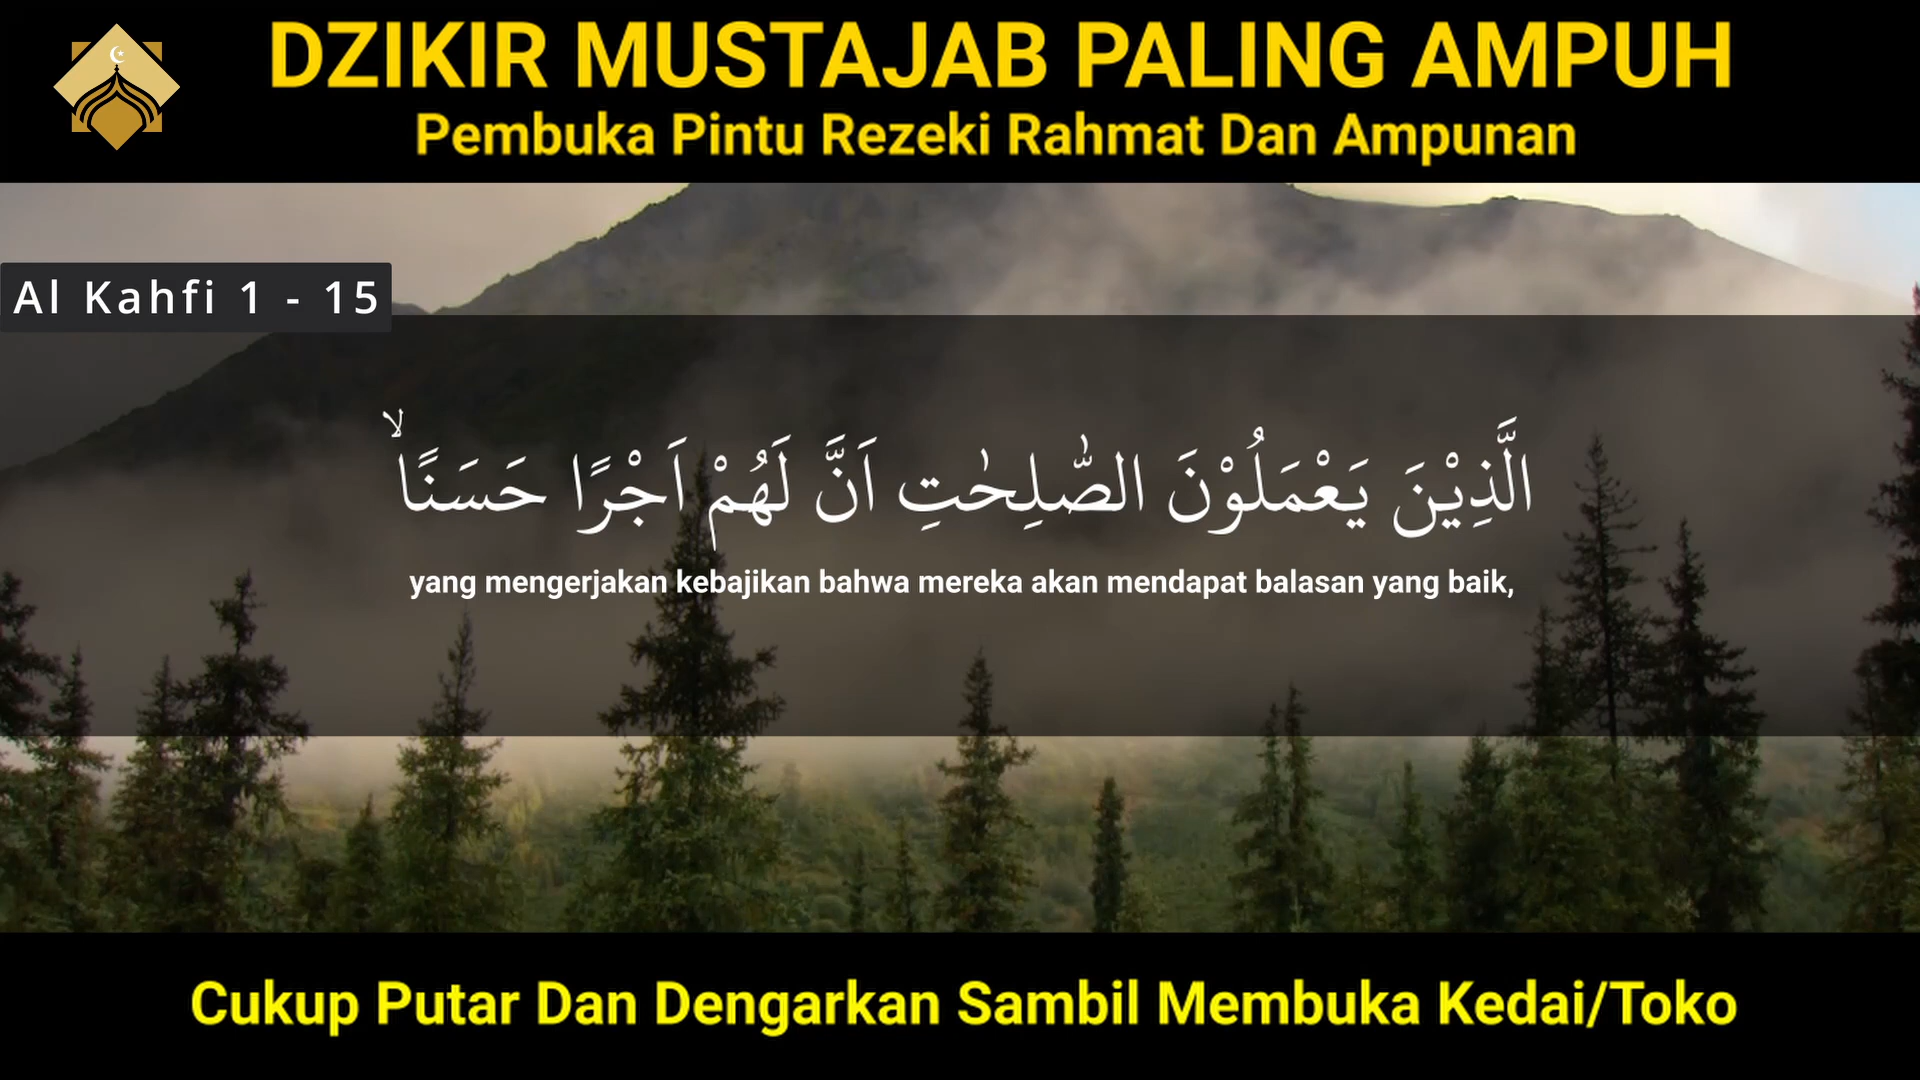 DZIKIR MUSTAJAB PALING AMPUH
Pembuka Pintu Rezeki Rahmat Dan Ampunan
Al Kahfi 1 - 15
الَّذِيْنَ يَعْمَلُوْنَ الصّٰلِحٰتِ اَنَّ لَهُمْ اَجْرًا حَسَنًاۙ
yang mengerjakan kebajikan bahwa mereka akan mendapat balasan yang baik,
Cukup Putar Dan Dengarkan Sambil Membuka Kedai/Toko